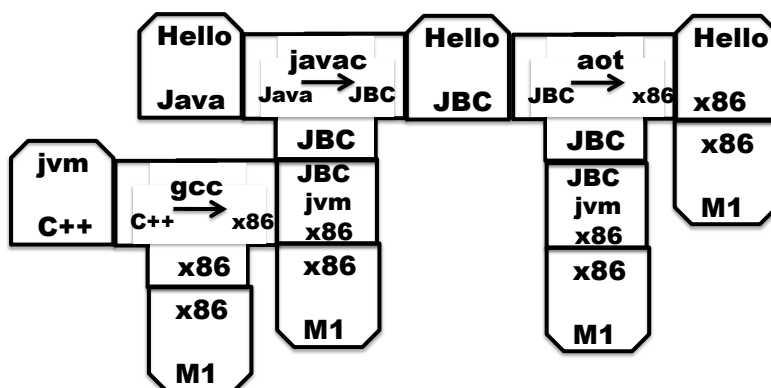 Hello
Java
javac
Java JBC
JBC
Hello
JBC
aot
JBC x86
JBC
Hello
x86
x86
M1
jvm
C++
gcc
C++ x86
x86
x86
M1
JBC
jvm
x86
x86
M1
JBC
jvm
x86
x86
M1